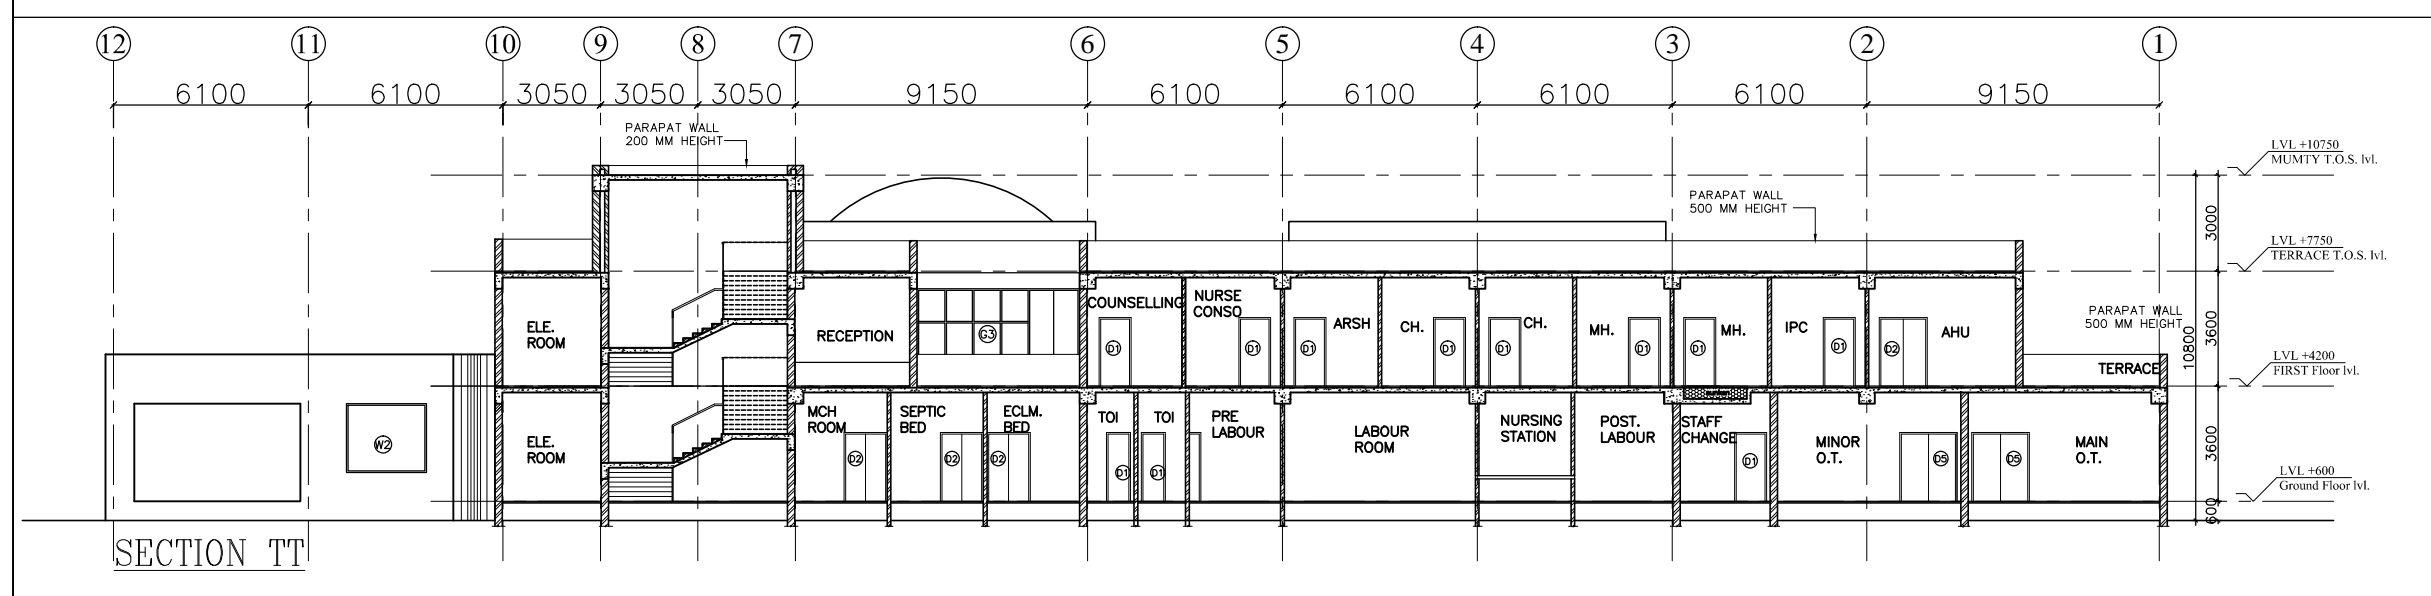 12 11 10 9 8 7 6 5 4 3 2 1
6100 6100 3050 3050 3050 9150 6100 6100 6100 6100 9150
PARAPAT WALL
200 MM HEIGHT
LVL +10750
MUMTY T.O.S. lvl.
PARAPAT WALL
500 MM HEIGHT
3000
LVL +7750
TERRACE T.O.S. lvl.
COUNSELLING
NURSE
CONSO
PARAPAT WALL
500 MM HEIGHT
ELE.
ROOM
RECEPTION
G3
D1
D1
D1
ARSH
CH.
D1
D1
CH.
MH.
D1
D1
MH.
IPC
D1
D2
AHU
3600
10800
LVL +4200
FIRST Floor lvl.
TERRACE
MCH
ROOM
SEPTIC
BED
ECLM.
BED
TOI
TOI
PRE
LABOUR
LABOUR
ROOM
NURSING
STATION
POST.
LABOUR
STAFF
CHANGE
MINOR
O.T.
MAIN
O.T.
ELE.
ROOM
W2
D2
D2
D2
D1
D1
D1
D5
D5
3600
LVL +600
Ground Floor lvl.
600
SECTION TT